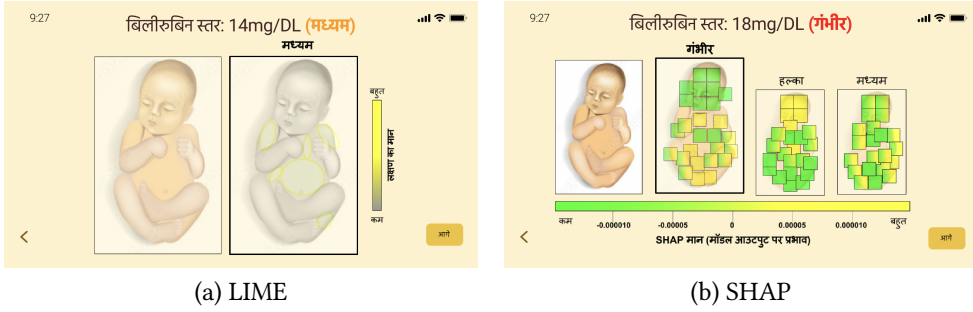 9:27
बिलीरुबिन स्तर: 14mg/DL (मध्यम)
मध्यम
बहुत
लक्षण का मान
कम
आगे
(a) LIME
9:27
बिलीरुबिन स्तर: 18mg/DL (गंभीर)
गंभीर
हल्का
मध्यम
कम
-0.000010
-0.00005
0
0.00005
0.000010
बहुत
SHAP मान (मॉडल आउटपुट पर प्रभाव)
आगे
(b) SHAP